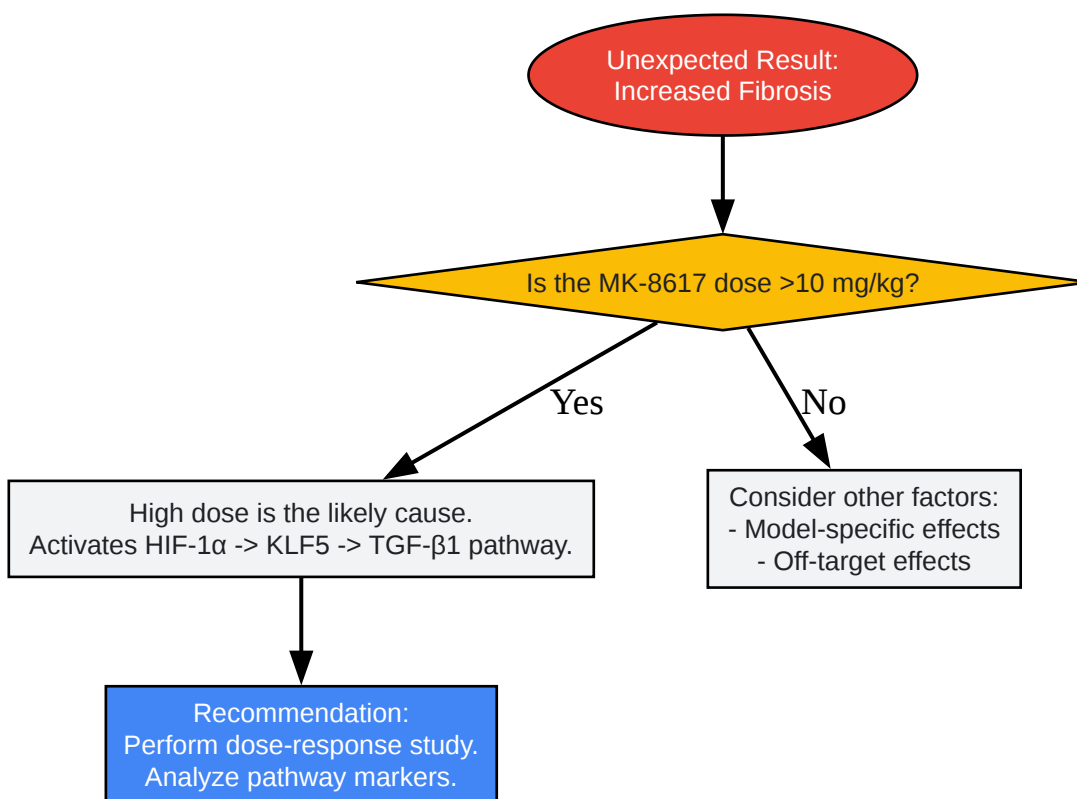 Unexpected Result:
Increased Fibrosis
Is the MK-8617 dose >10 mg/kg?
Yes
No
High dose is the likely cause.
Activates HIF-1α -> KLF5 -> TGF-β1 pathway.
Consider other factors:
- Model-specific effects
- Off-target effects
Recommendation:
Perform dose-response study.
Analyze pathway markers.